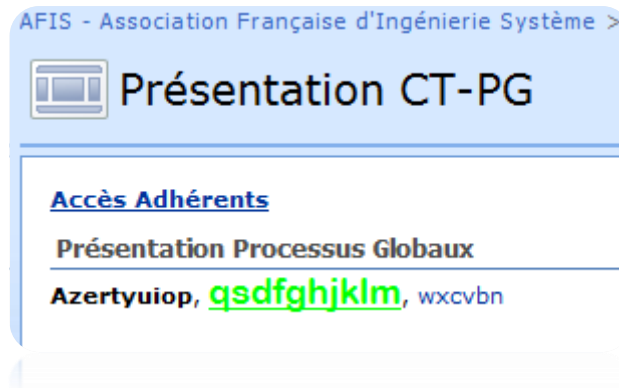 AFIS - Association Française d'Ingénierie Système >
Présentation CT-PG
Accès Adhérents
Présentation Processus Globaux
Azertyuiop, qsdfghjklm, wxcvbn